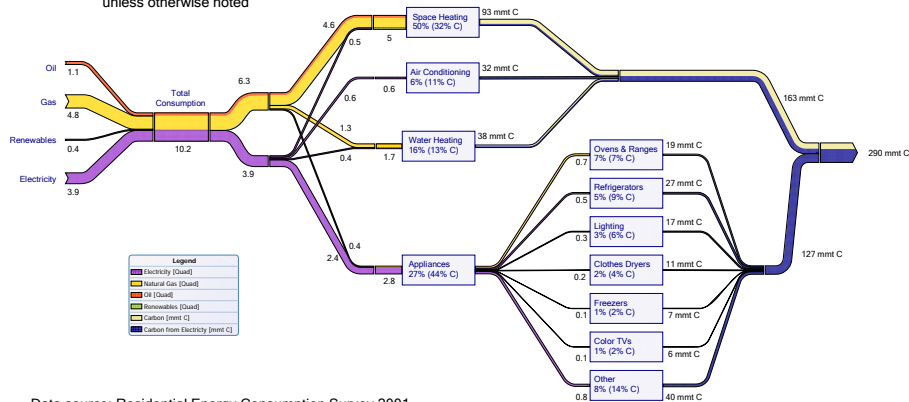 unless otherwise noted
Oil
1.1
Gas
4.8
Renewables
0.4
Electricity
3.9
Total
Consumption
10.2
6.3
3.9
4.6
0.5
0.6
1.3
0.4
0.4
2.4
5
Space Heating
50% (32% C)
93 mmt C
0.6
Air Conditioning
6% (11% C)
32 mmt C
1.7
Water Heating
16% (13% C)
38 mmt C
2.8
Appliances
27% (44% C)
0.7
Ovens & Ranges
7% (7% C)
19 mmt C
0.5
Refrigerators
5% (9% C)
27 mmt C
0.3
Lighting
3% (6% C)
17 mmt C
0.2
Clothes Dryers
2% (4% C)
11 mmt C
0.1
Freezers
1% (2% C)
7 mmt C
0.1
Color TVs
1% (2% C)
6 mmt C
0.8
Other
8% (14% C)
40 mmt C
163 mmt C
127 mmt C
290 mmt C
Legend
Electricity [Quad]
Natural Gas [Quad]
Oil [Quad]
Renewables [Quad]
Carbon [mmt C]
Carbon from Electricity [mmt C]